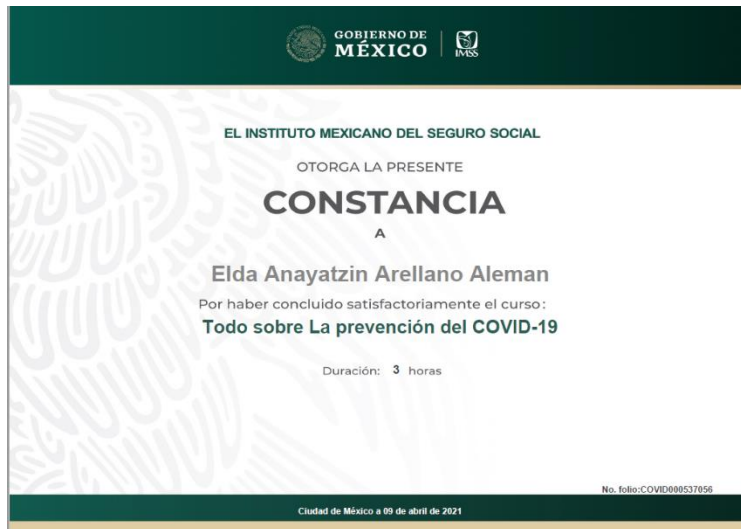 GOBIERNO DE
MÉXICO
IMSS
EL INSTITUTO MEXICANO DEL SEGURO SOCIAL
OTORGA LA PRESENTE
CONSTANCIA
A
Elda Anayatzin Arellano Aleman
Por haber concluido satisfactoriamente el curso:
Todo sobre La prevención del COVID-19
Duración: 3 horas
No. folio:COVID000537056
Ciudad de México a 09 de abril de 2021